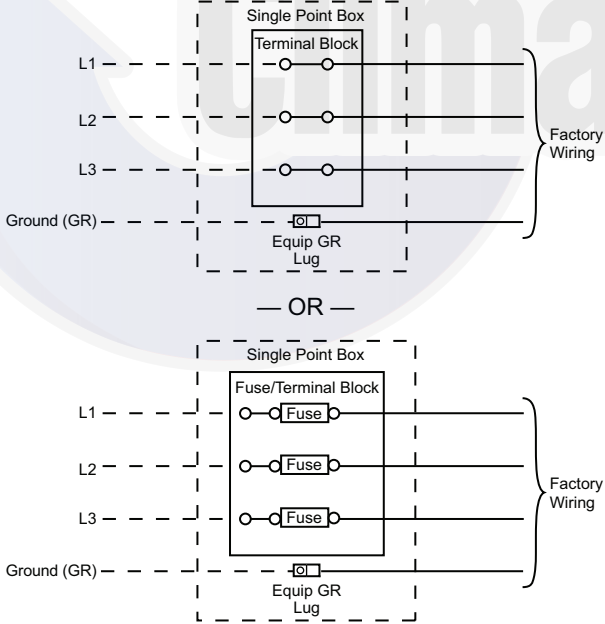 Single Point Box
Terminal Block
L1
L2
L3
Factory
Wiring
Ground (GR)
Equip GR
Lug
— OR —
Single Point Box
Fuse/Terminal Block
L1
Fuse
L2
Fuse
Factory
Wiring
L3
Fuse
Ground (GR)
Equip GR
Lug